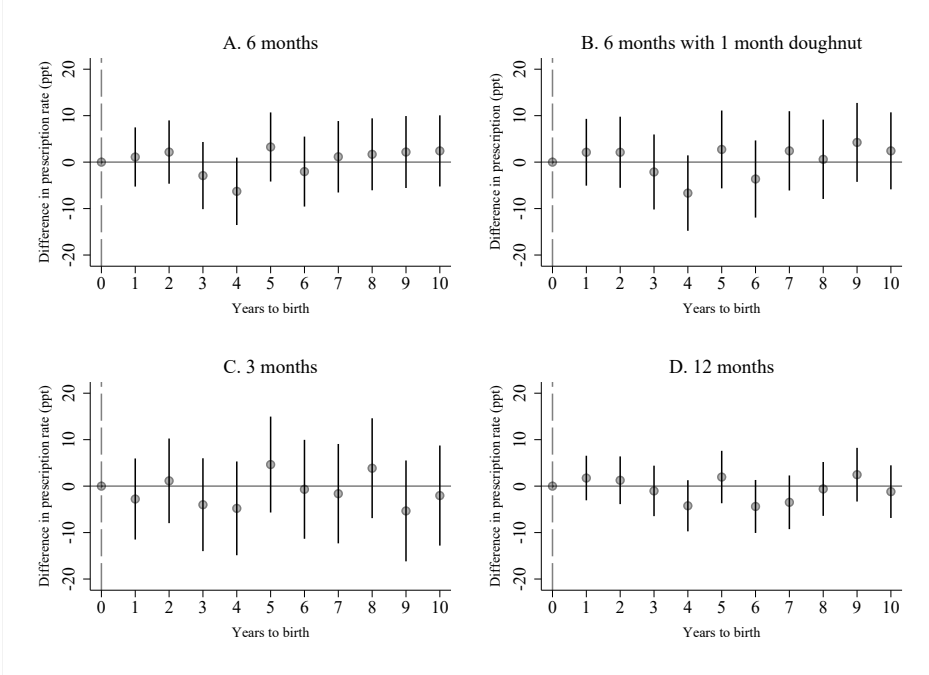 A. 6 months
Difference in prescription rate (ppt)
20
10
0
-10
-20
0 1 2 3 4 5 6 7 8 9 10
Years to birth
B. 6 months with 1 month doughnut
Difference in prescription (ppt)
20
10
0
-10
-20
0 1 2 3 4 5 6 7 8 9 10
Years to birth
C. 3 months
Difference in prescription rate (ppt)
20
10
0
-10
-20
0 1 2 3 4 5 6 7 8 9 10
Years to birth
D. 12 months
Difference in prescription rate (ppt)
20
10
0
-10
-20
0 1 2 3 4 5 6 7 8 9 10
Years to birth